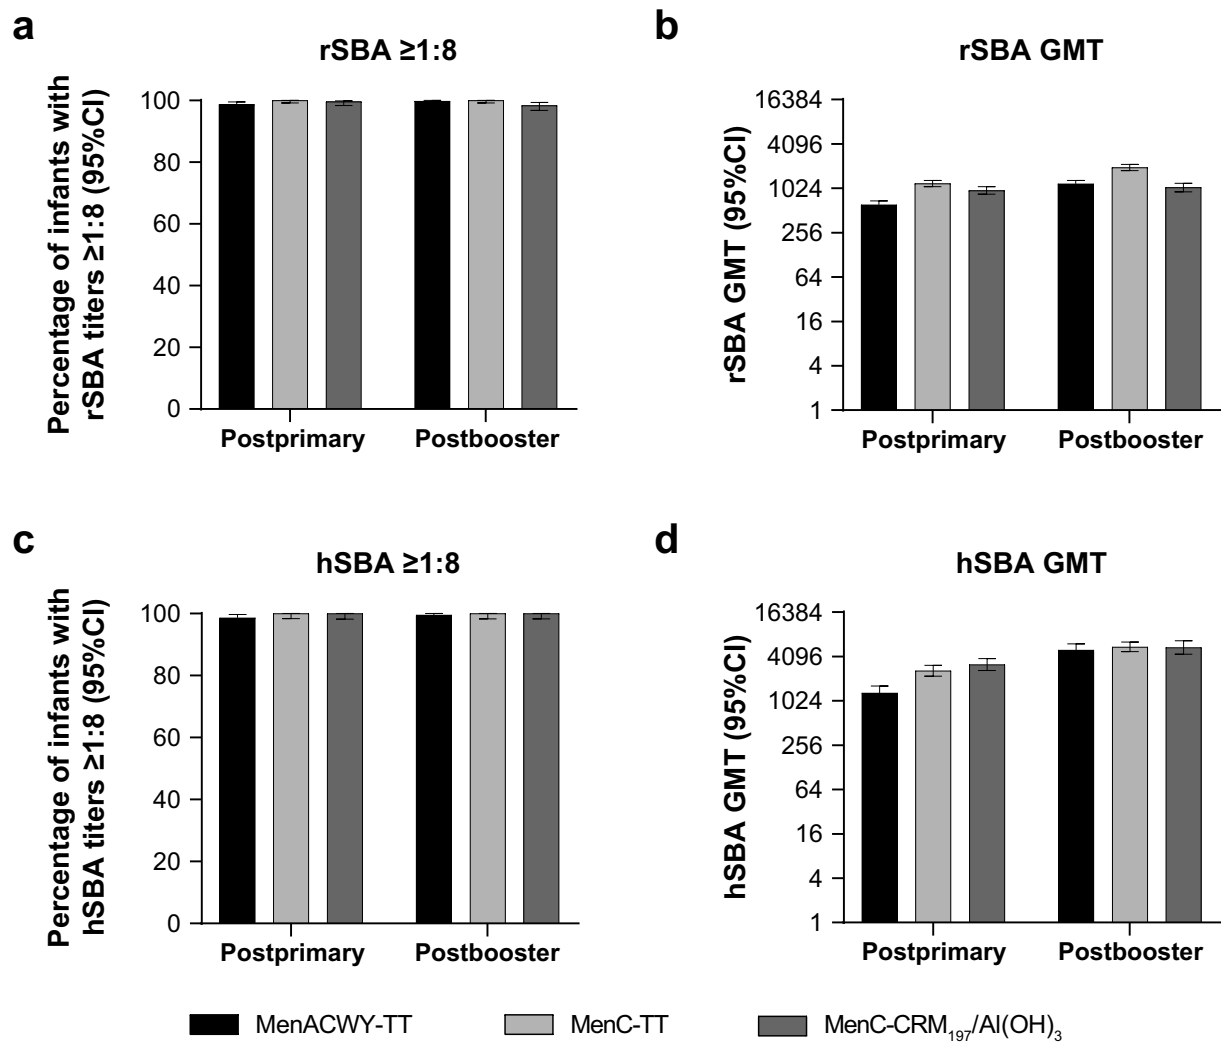 a
rSBA ≥1:8
Percentage of infants with
rSBA titers ≥1:8 (95%CI)
100
80
60
40
20
0
Postprimary Postbooster
b
rSBA GMT
rSBA GMT (95%CI)
16384
4096
1024
256
64
16
4
1
Postprimary Postbooster
c
hSBA ≥1:8
Percentage of infants with
hSBA titers ≥1:8 (95%CI)
100
80
60
40
20
0
Postprimary Postbooster
d
hSBA GMT
hSBA GMT (95%CI)
16384
4096
1024
256
64
16
4
1
Postprimary Postbooster
MenACWY-TT MenC-TT MenC-CRM₁₉₇/Al(OH)₃